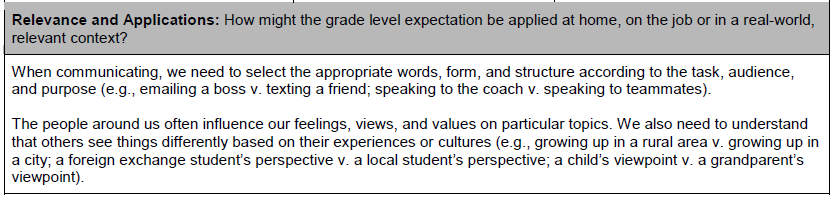 Relevance and Applications: How might the grade level expectation be applied at home, on the job or in a real-world,
relevant context?
When communicating, we need to select the appropriate words, form, and structure according to the task, audience,
and purpose (e.g., emailing a boss v. texting a friend; speaking to the coach v. speaking to teammates).
The people around us often influence our feelings, views, and values on particular topics. We also need to understand
that others see things differently based on their experiences or cultures (e.g., growing up in a rural area v. growing up in
a city; a foreign exchange student’s perspective v. a local student’s perspective; a child’s viewpoint v. a grandparent’s
viewpoint).